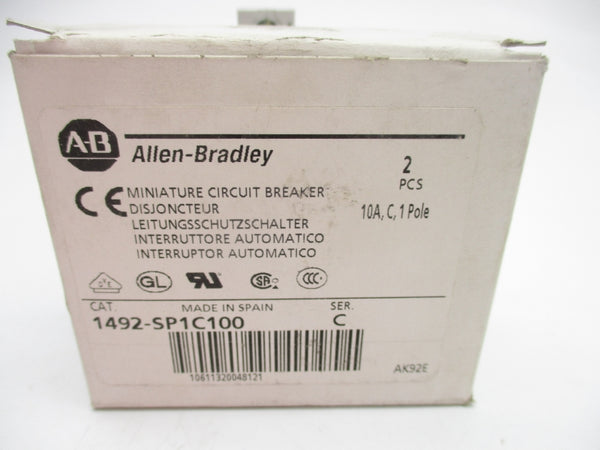 A-B
Allen-Bradley
2
PCS
CE MINIATURE CIRCUIT BREAKER
DISJONCTEUR
10A, C, 1 Pole
LEITUNGSSCHUTZSCHALTER
INTERRUTTORE AUTOMATICO
INTERRUPTOR AUTOMATICO
GL
CAT. MADE IN SPAIN SER.
1492-SP1C100 C
10611320048121
AK92E